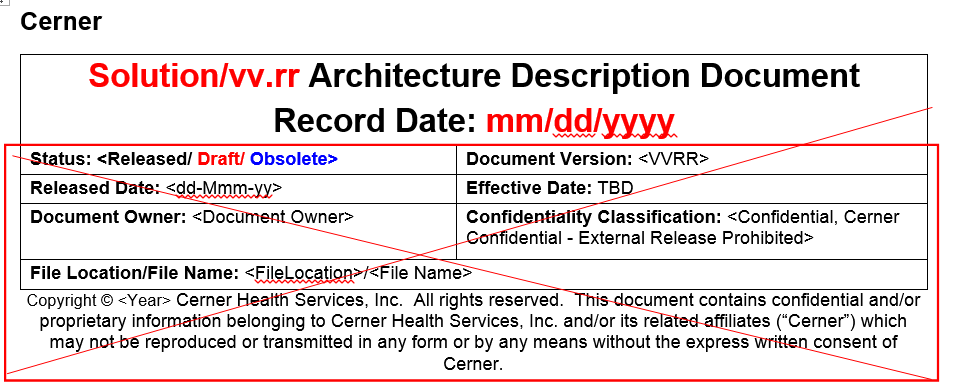 Cerner
Solution/vv.rr Architecture Description Document
Record Date: mm/dd/yyyy
Status: <Released/ Draft/ Obsolete>
Document Version: <VVRR>
Released Date: <dd-Mmm-yy>
Effective Date: TBD
Document Owner: <Document Owner>
Confidentiality Classification: <Confidential, Cerner
Confidential - External Release Prohibited>
File Location/File Name: <FileLocation>/<File Name>
Copyright © <Year> Cerner Health Services, Inc.  All rights reserved.  This document contains confidential and/or
proprietary information belonging to Cerner Health Services, Inc. and/or its related affiliates (“Cerner”) which
may not be reproduced or transmitted in any form or by any means without the express written consent of
Cerner.